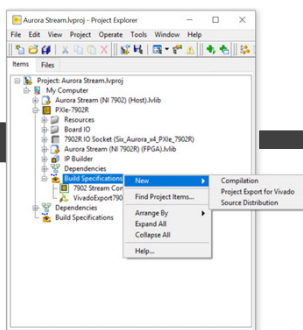 Aurora Stream.lvproj - Project Explorer
File Edit View Project Operate Tools Window Help
Items Files
Project: Aurora Stream.lvproj
My Computer
Aurora Stream (NI 7902) (Host).lvlib
PXIe-7902R
Resources
Board IO
7902R IO Socket (Six_Aurora_x4_PXIe_7902R)
Aurora Stream (NI 7902R) (FPGA).lvlib
IP Builder
Dependencies
Build Specifications
7902 Stream Con
VivadoExport790
Dependencies
Build Specifications
New
Find Project Items...
Arrange By
Expand All
Collapse All
Help...
Compilation
Project Export for Vivado
Source Distribution